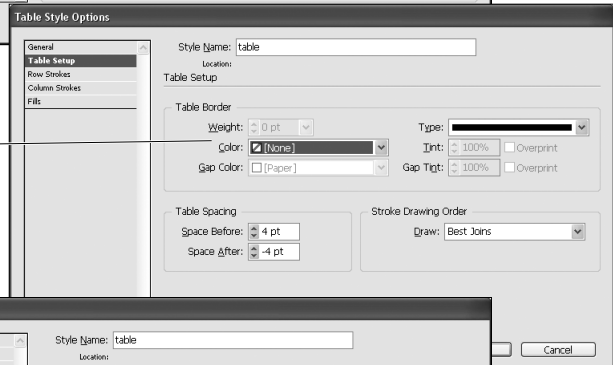 Table Style Options
General
Table Setup
Row Strokes
Column Strokes
Fills
Style Name: table
Location:
Table Setup
Table Border
Weight: 0 pt Type:
Color: [None] Tint: 100% Overprint
Gap Color: [Paper] Gap Tint: 100% Overprint
Table Spacing Stroke Drawing Order
Space Before: 4 pt Draw: Best Joins
Space After: -4 pt
Cancel
Style Name: table
Location: